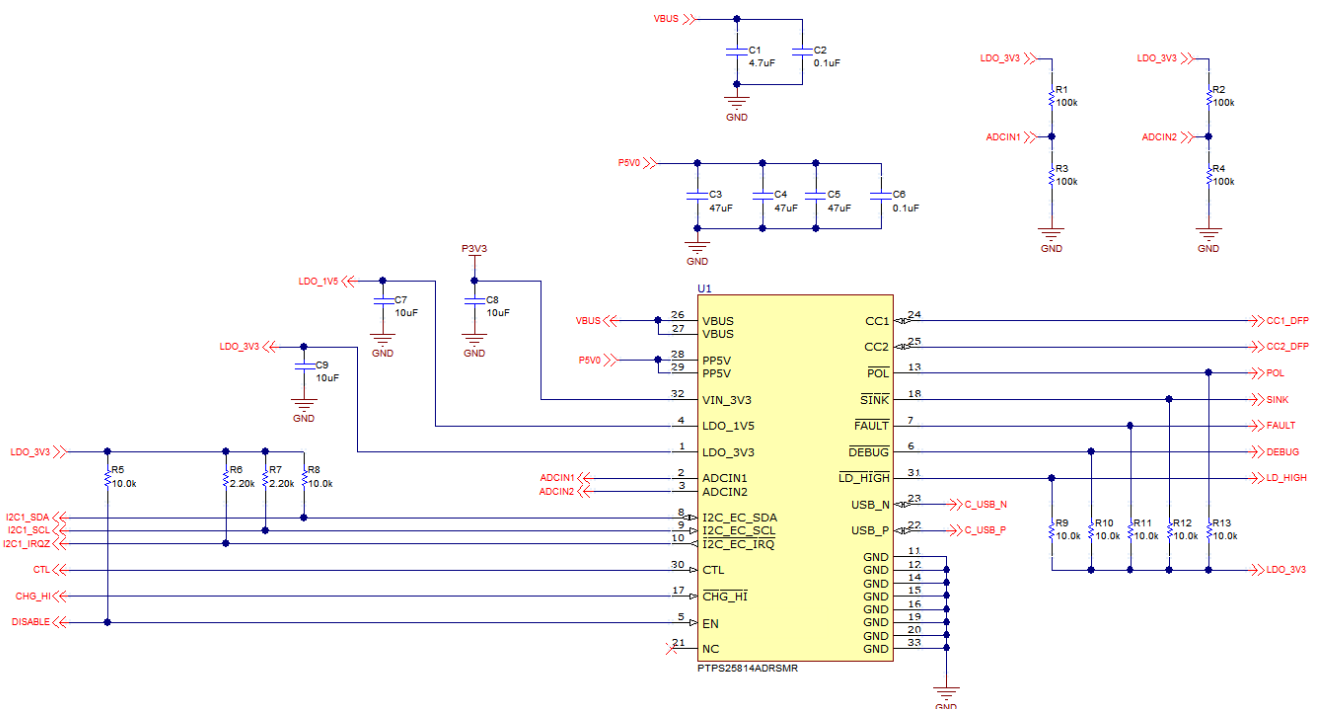 VBUS
C1
4.7uF
C2
0.1uF
GND
LDO_3V3
R1
100k
ADCIN1
R3
100k
GND
LDO_3V3
R2
100k
ADCIN2
R4
100k
GND
P5V0
C3
47uF
C4
47uF
C5
47uF
C6
0.1uF
GND
P3V3
C8
10uF
GND
LDO_1V5
C7
10uF
GND
LDO_3V3
C9
10uF
GND
U1
VBUS
26 VBUS
27 VBUS
P5V0
28 PP5V
29 PP5V
32 VIN_3V3
4 LDO_1V5
1 LDO_3V3
ADCIN1
2 ADCIN1
ADCIN2
3 ADCIN2
LDO_3V3
R5
10.0k
R6
2.20k
R7
2.20k
R8
10.0k
I2C1_SDA
8 I2C_EC_SDA
I2C1_SCL
9 I2C_EC_SCL
I2C1_IRQZ
10 I2C_EC_IRQ
CTL
30 CTL
CHG_HI
17 CHG_HI
DISABLE
5 EN
21 NC
CC1 24
CC1_DFP
CC2 25
CC2_DFP
POL 13
POL
SINK 18
SINK
FAULT 7
FAULT
DEBUG 6
DEBUG
LD_HIGH 31
LD_HIGH
USB_N 23
C_USB_N
USB_P 22
C_USB_P
GND 11
GND 12
GND 14
GND 15
GND 16
GND 19
GND 20
GND 33
PTPS25814ADRSMR
R9
10.0k
R10
10.0k
R11
10.0k
R12
10.0k
R13
10.0k
LDO_3V3
GND